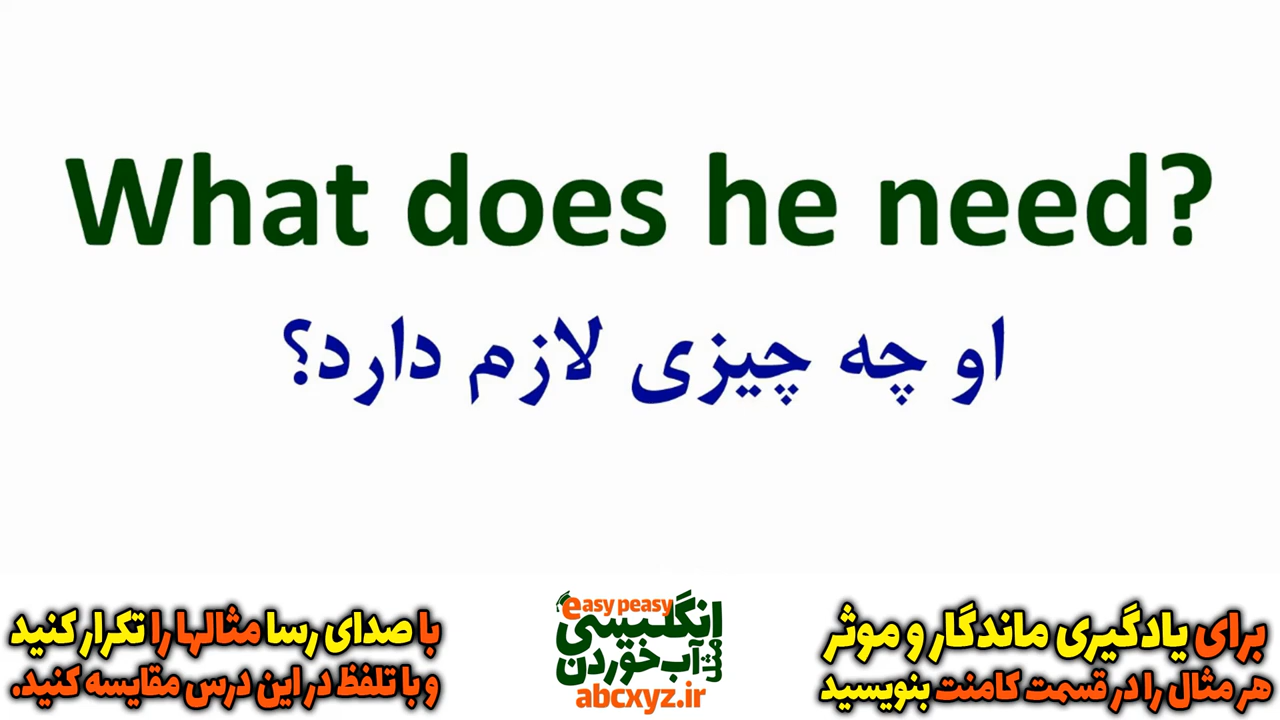 What does he need?
او چه چیزی لازم دارد؟
برای یادگیری ماندگار و موثر
هر مثال را در قسمت کامنت بنویسید
easy peasy
انگلیسی
مثل آب خوردن
abcxyz.ir
با صدای رسا مثالها را تکرار کنید
و با تلفظ در این درس مقایسه کنید.